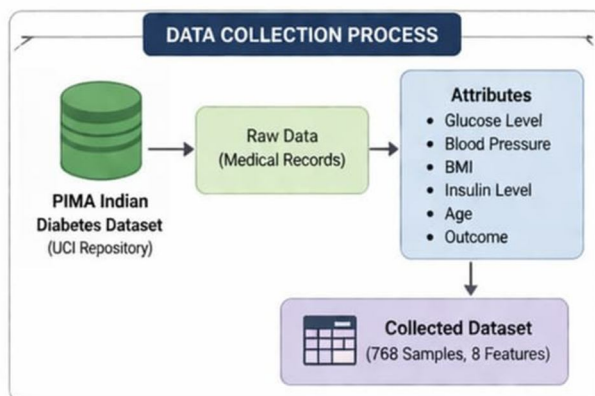 DATA COLLECTION PROCESS
PIMA Indian
Diabetes Dataset
(UCI Repository)
Raw Data
(Medical Records)
Attributes
• Glucose Level
• Blood Pressure
• BMI
• Insulin Level
• Age
• Outcome
Collected Dataset
(768 Samples, 8 Features)